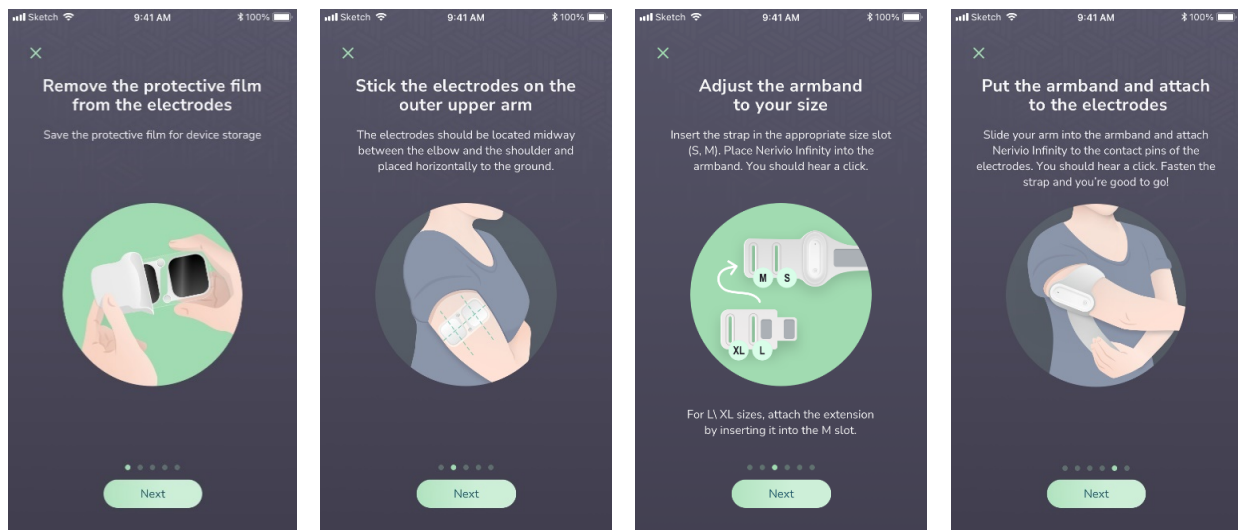 Sketch 9:41 AM 100%
Remove the protective film
from the electrodes
Save the protective film for device storage
Next
Sketch 9:41 AM 100%
Stick the electrodes on the
outer upper arm
The electrodes should be located midway
between the elbow and the shoulder and
placed horizontally to the ground.
Next
Sketch 9:41 AM 100%
Adjust the armband
to your size
Insert the strap in the appropriate size slot
(S, M). Place Nerivio Infinity into the
armband. You should hear a click.
M S
XL L
For L\ XL sizes, attach the extension
by inserting it into the M slot.
Next
Sketch 9:41 AM 100%
Put the armband and attach
to the electrodes
Slide your arm into the armband and attach
Nerivio Infinity to the contact pins of the
electrodes. You should hear a click. Fasten the
strap and you're good to go!
Next